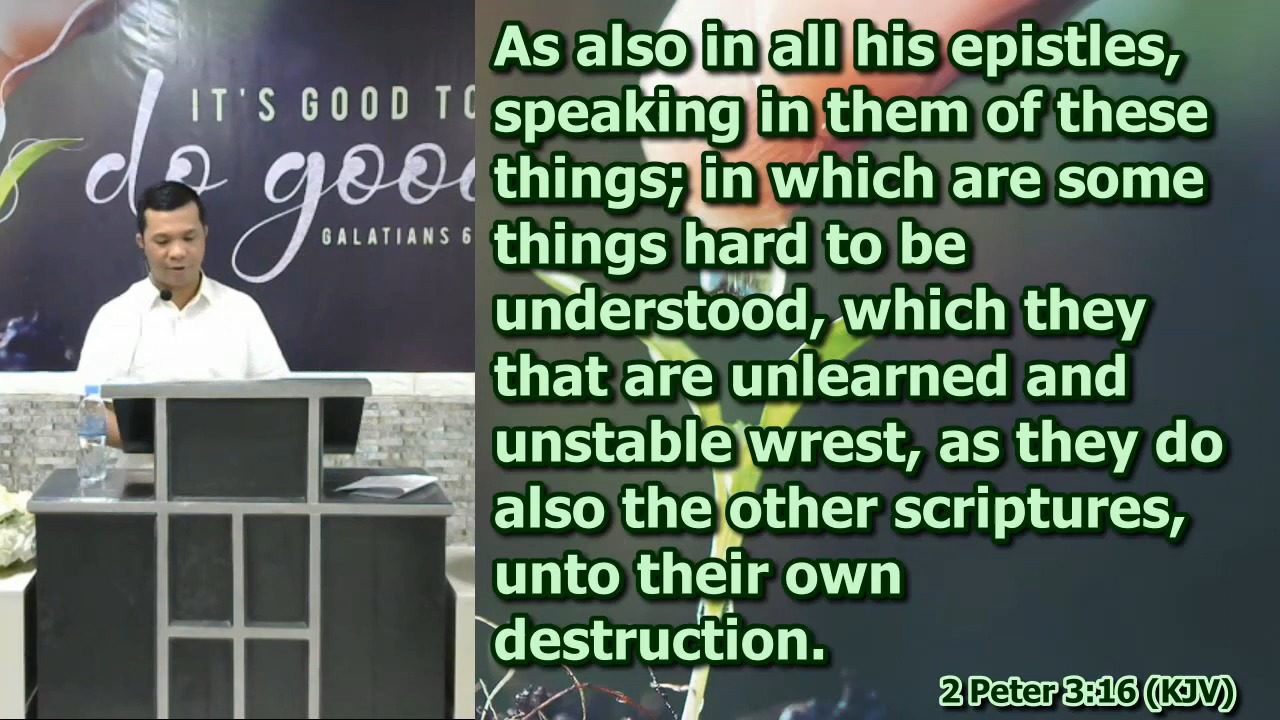 IT'S GOOD TO
do good
GALATIANS 6
As also in all his epistles,
speaking in them of these
things; in which are some
things hard to be
understood, which they
that are unlearned and
unstable wrest, as they do
also the other scriptures,
unto their own
destruction.
2 Peter 3:16 (KJV)